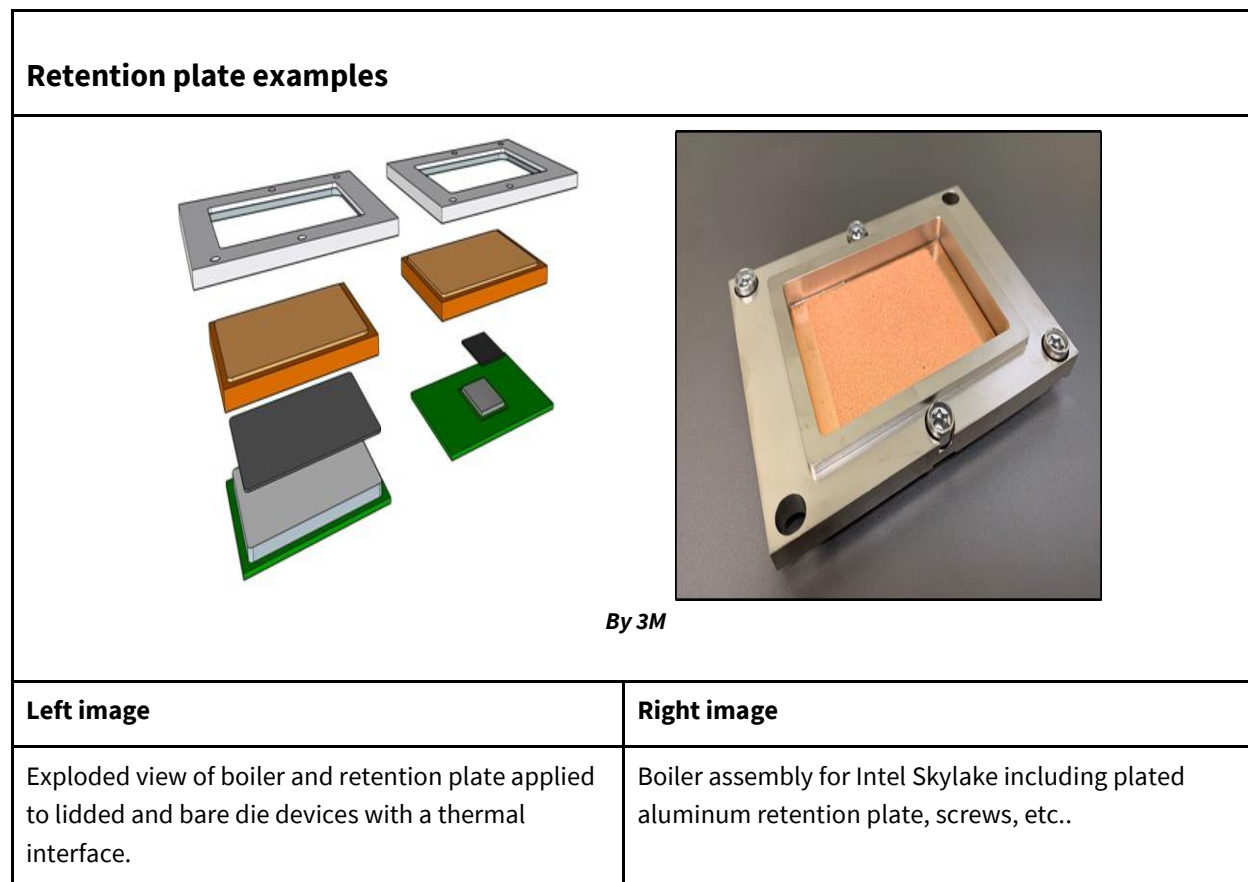 Retention plate examples
By 3M
Left image
Right image
Exploded view of boiler and retention plate applied
to lidded and bare die devices with a thermal
interface.
Boiler assembly for Intel Skylake including plated
aluminum retention plate, screws, etc..